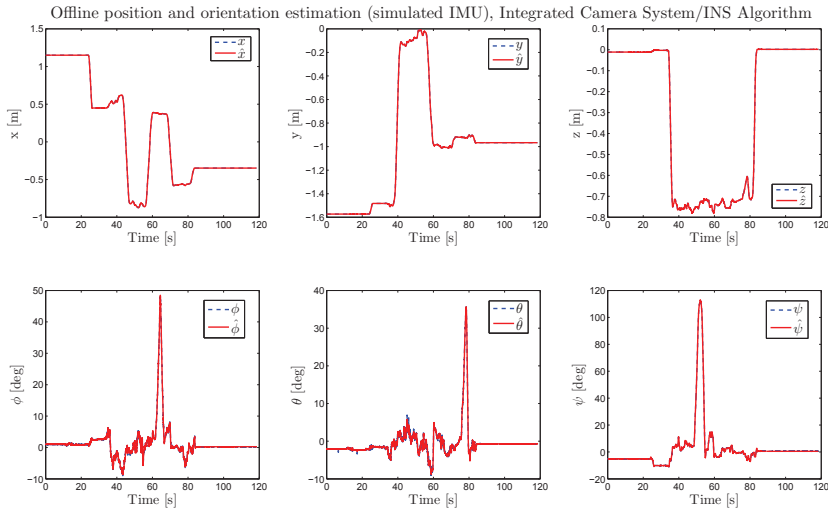 Offline position and orientation estimation (simulated IMU), Integrated Camera System/INS Algorithm
1.5
1
0.5
0
−0.5
−1
0 20 40 60 80 100 120
x [m]
Time [s]
x
x̂
0
−0.2
−0.4
−0.6
−0.8
−1
−1.2
−1.4
−1.6
0 20 40 60 80 100 120
y [m]
Time [s]
y
ŷ
0.1
0
−0.1
−0.2
−0.3
−0.4
−0.5
−0.6
−0.7
−0.8
0 20 40 60 80 100 120
z [m]
Time [s]
z
ẑ
50
40
30
20
10
0
−10
0 20 40 60 80 100 120
ϕ [deg]
Time [s]
ϕ
ϕ̂
40
30
20
10
0
−10
0 20 40 60 80 100 120
θ [deg]
Time [s]
θ
θ̂
120
100
80
60
40
20
0
−20
0 20 40 60 80 100 120
ψ [deg]
Time [s]
ψ
ψ̂